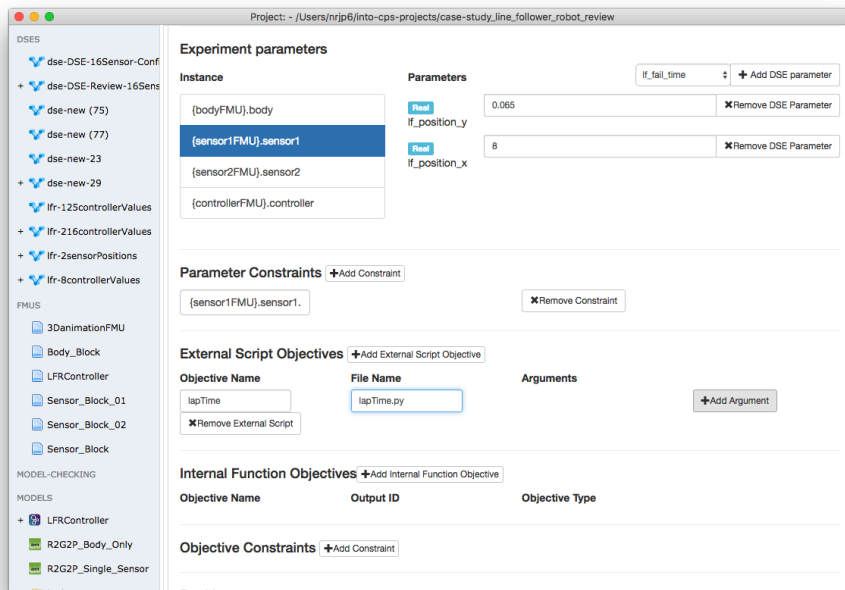 Project: - /Users/nrjp6/into-cps-projects/case-study_line_follower_robot_review
DSES
dse-DSE-16Sensor-Conf
+ dse-DSE-Review-16Sens
dse-new (75)
dse-new (77)
dse-new-23
+ dse-new-29
lfr-125controllerValues
+ lfr-216controllerValues
+ lfr-2sensorPositions
+ lfr-8controllerValues
FMUS
3DanimationFMU
Body_Block
LFRController
Sensor_Block_01
Sensor_Block_02
Sensor_Block
MODEL-CHECKING
MODELS
+ LFRController
R2G2P_Body_Only
R2G2P_Single_Sensor
Experiment parameters
Instance
Parameters
lf_fail_time
+ Add DSE parameter
{bodyFMU}.body
{sensor1FMU}.sensor1
{sensor2FMU}.sensor2
{controllerFMU}.controller
Real
lf_position_y
0.065
✖Remove DSE Parameter
Real
lf_position_x
8
✖Remove DSE Parameter
Parameter Constraints +Add Constraint
{sensor1FMU}.sensor1.
✖Remove Constraint
External Script Objectives +Add External Script Objective
Objective Name File Name Arguments
lapTime lapTime.py +Add Argument
✖Remove External Script
Internal Function Objectives +Add Internal Function Objective
Objective Name Output ID Objective Type
Objective Constraints +Add Constraint